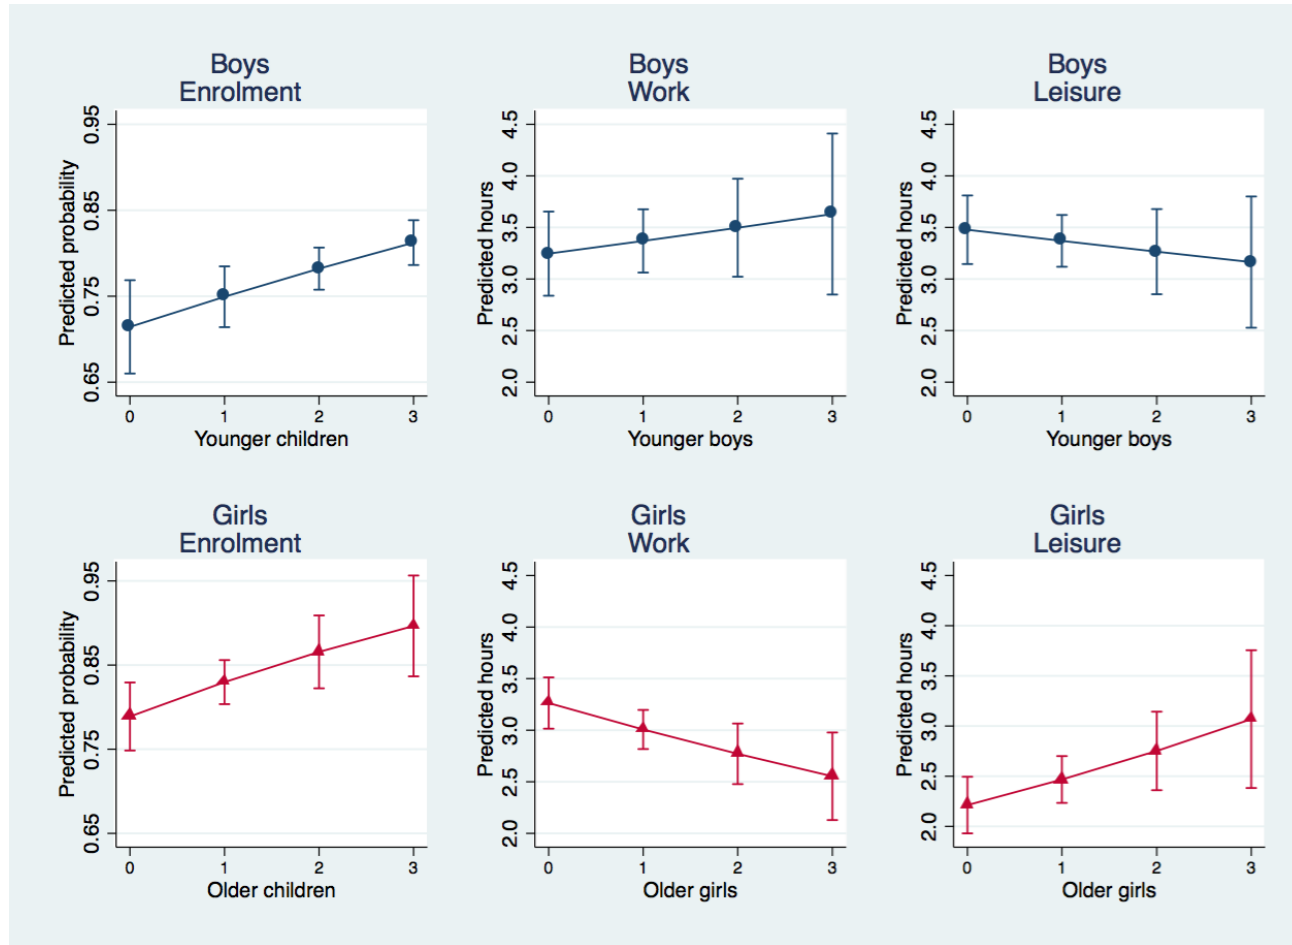 Boys
Enrolment
Predicted probability
0.95
0.85
0.75
0.65
0 1 2 3
Younger children
Boys
Work
Predicted hours
4.5
4.0
3.5
3.0
2.5
2.0
0 1 2 3
Younger boys
Boys
Leisure
Predicted hours
4.5
4.0
3.5
3.0
2.5
2.0
0 1 2 3
Younger boys
Girls
Enrolment
Predicted probability
0.95
0.85
0.75
0.65
0 1 2 3
Older children
Girls
Work
Predicted hours
4.5
4.0
3.5
3.0
2.5
2.0
0 1 2 3
Older girls
Girls
Leisure
Predicted hours
4.5
4.0
3.5
3.0
2.5
2.0
0 1 2 3
Older girls